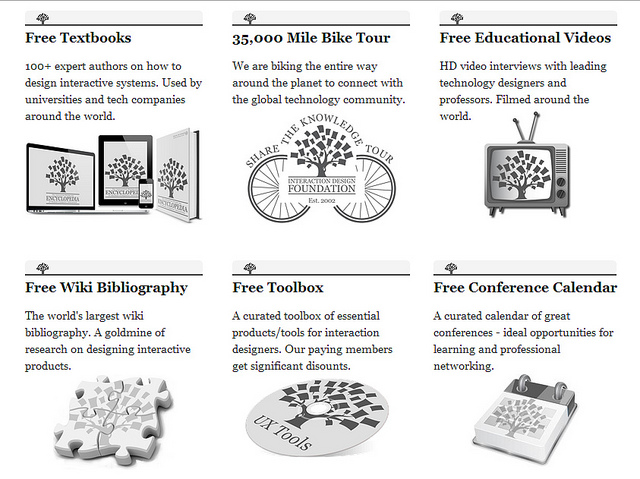 Free Textbooks
100+ expert authors on how to
design interactive systems. Used by
universities and tech companies
around the world.
ENCYCLOPEDIA
ENCYCLOPEDIA
35,000 Mile Bike Tour
We are biking the entire way
around the planet to connect with
the global technology community.
SHARE THE KNOWLEDGE TOUR
INTERACTION DESIGN
FOUNDATION
Est. 2002
Free Educational Videos
HD video interviews with leading
technology designers and
professors. Filmed around the
world.
Free Wiki Bibliography
The world's largest wiki
bibliography. A goldmine of
research on designing interactive
products.
Free Toolbox
A curated toolbox of essential
products/tools for interaction
designers. Our paying members
get significant disounts.
UX Tools
Free Conference Calendar
A curated calendar of great
conferences - ideal opportunities for
learning and professional
networking.